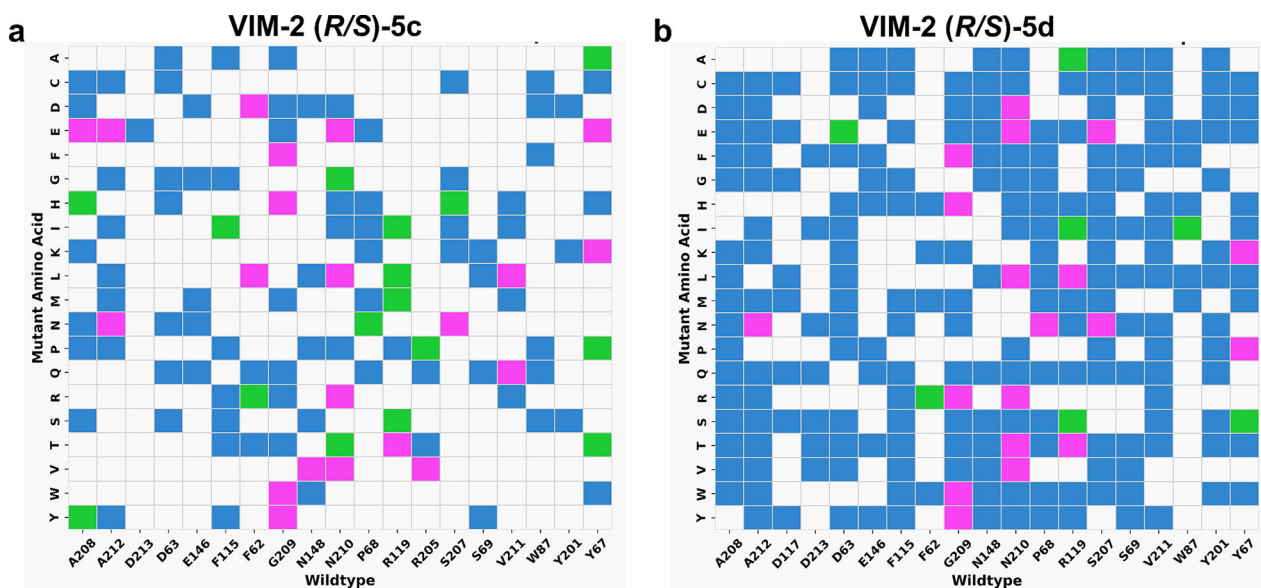 a
VIM-2 (R/S)-5c
b
VIM-2 (R/S)-5d
Mutant Amino Acid
A
C
D
E
F
G
H
I
K
L
M
N
P
Q
R
S
T
V
W
Y
A208 A212 D213 D63 E146 F115 F62 G209 N148 N210 P68 R119 R205 S207 S69 V211 W87 Y201 Y67
Wildtype
Mutant Amino Acid
A
C
D
E
F
G
H
I
K
L
M
N
P
Q
R
S
T
V
W
Y
A208 A212 D117 D213 D63 E146 F115 F62 G209 N148 N210 P68 R119 S207 S69 V211 W87 Y201 Y67
Wildtype